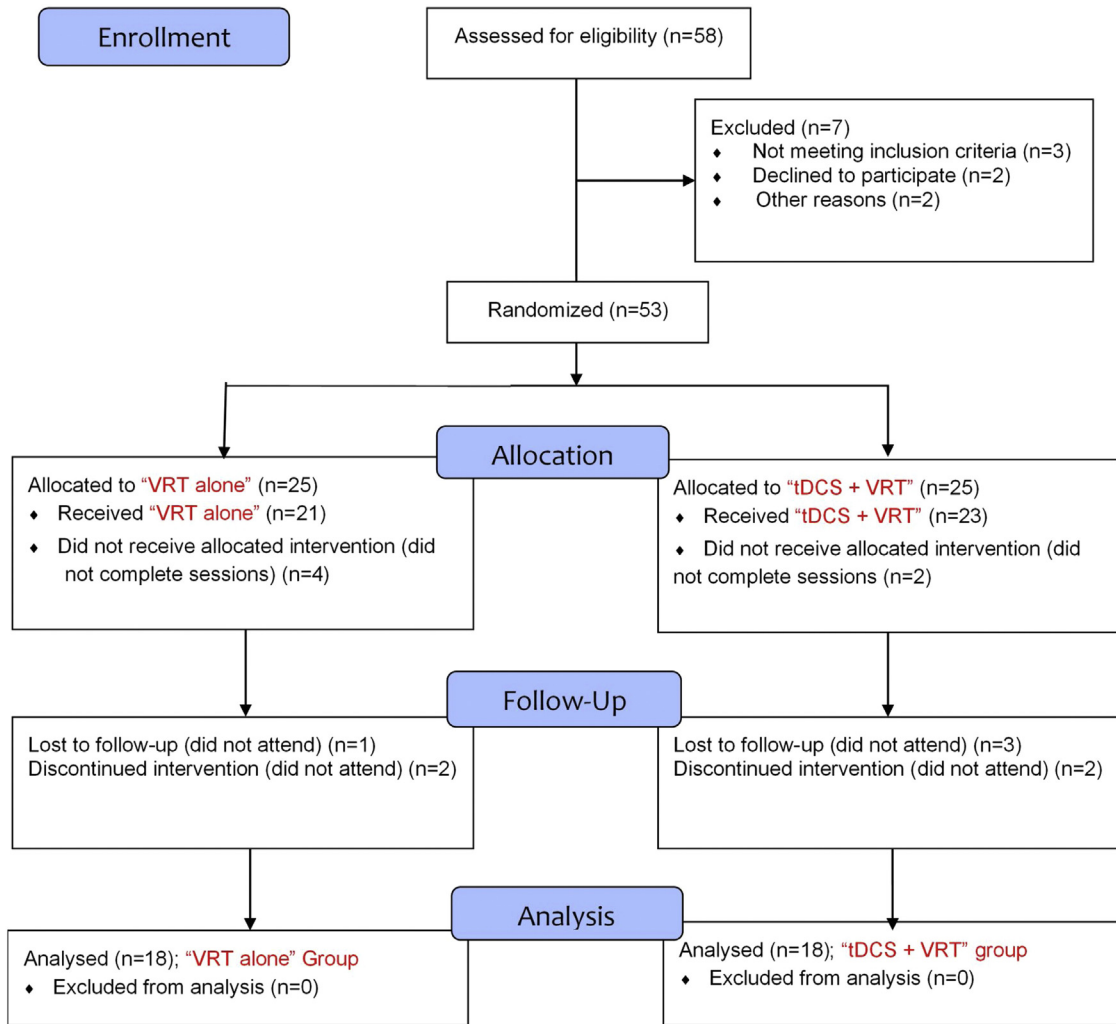 Enrollment
Assessed for eligibility (n=58)
Excluded (n=7)
♦ Not meeting inclusion criteria (n=3)
♦ Declined to participate (n=2)
♦ Other reasons (n=2)
Randomized (n=53)
Allocation
Allocated to “VRT alone” (n=25)
♦ Received “VRT alone” (n=21)
♦ Did not receive allocated intervention (did
not complete sessions) (n=4)
Allocated to “tDCS + VRT” (n=25)
♦ Received “tDCS + VRT” (n=23)
♦ Did not receive allocated intervention (did
not complete sessions (n=2)
Follow-Up
Lost to follow-up (did not attend) (n=1)
Discontinued intervention (did not attend) (n=2)
Lost to follow-up (did not attend) (n=3)
Discontinued intervention (did not attend) (n=2)
Analysis
Analysed (n=18); “VRT alone” Group
♦ Excluded from analysis (n=0)
Analysed (n=18); “tDCS + VRT” group
♦ Excluded from analysis (n=0)